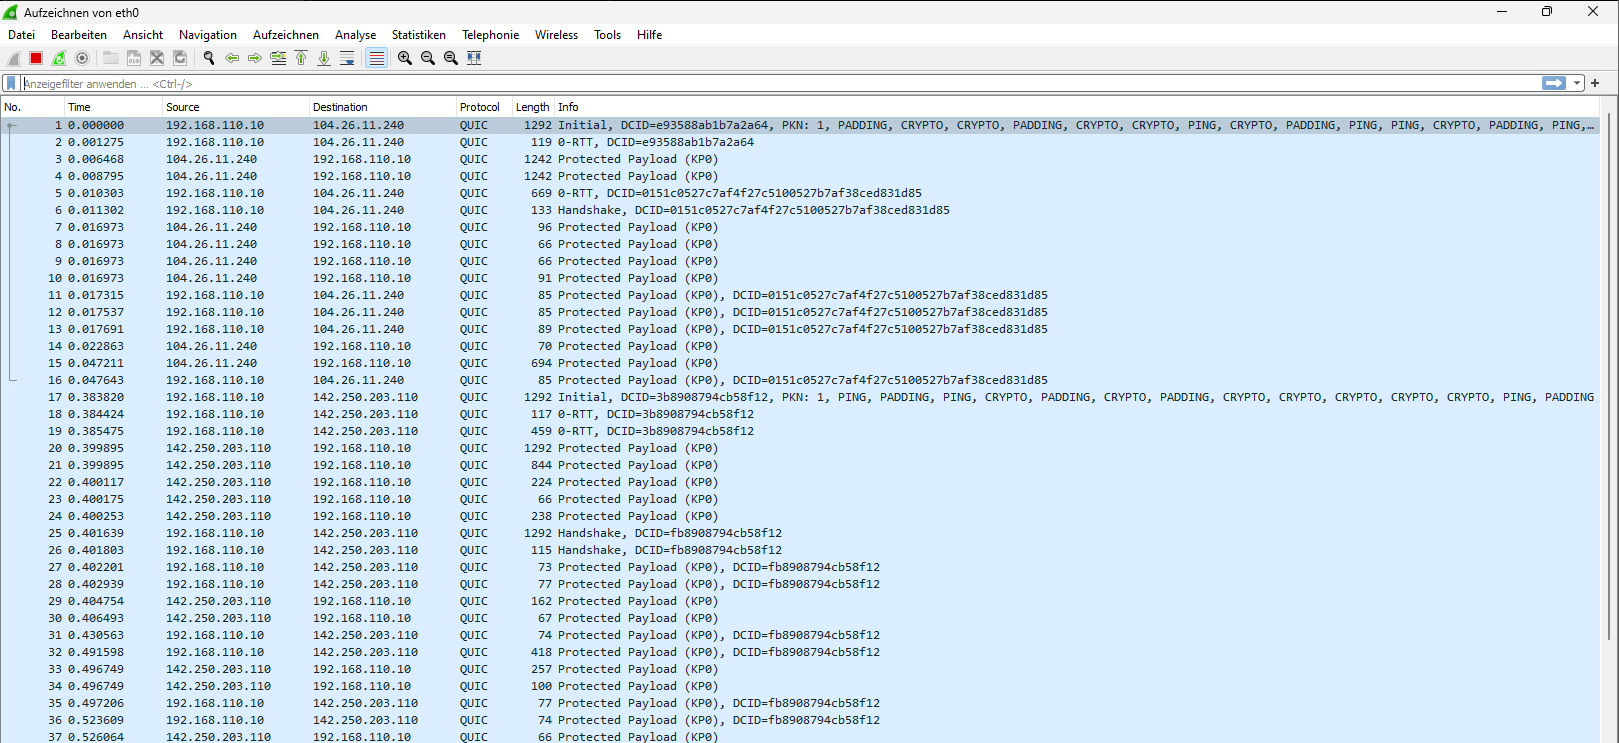 Aufzeichnen von eth0
Datei Bearbeiten Ansicht Navigation Aufzeichnen Analyse Statistiken Telephonie Wireless Tools Hilfe
Anzeigefilter anwenden ... <Ctrl-/>
No. Time Source Destination Protocol Length Info
1 0.000000 192.168.110.10 104.26.11.240 QUIC 1292 Initial, DCID=e93588ab1b7a2a64, PKN: 1, PADDING, CRYPTO, CRYPTO, PADDING, CRYPTO, CRYPTO, PING, CRYPTO, PADDING, PING, PING, CRYPTO, PADDING, PING,…
2 0.001275 192.168.110.10 104.26.11.240 QUIC 119 0-RTT, DCID=e93588ab1b7a2a64
3 0.006468 104.26.11.240 192.168.110.10 QUIC 1242 Protected Payload (KP0)
4 0.008795 104.26.11.240 192.168.110.10 QUIC 1242 Protected Payload (KP0)
5 0.010303 192.168.110.10 104.26.11.240 QUIC 669 0-RTT, DCID=0151c0527c7af4f27c5100527b7af38ced831d85
6 0.011302 192.168.110.10 104.26.11.240 QUIC 133 Handshake, DCID=0151c0527c7af4f27c5100527b7af38ced831d85
7 0.016973 104.26.11.240 192.168.110.10 QUIC 96 Protected Payload (KP0)
8 0.016973 104.26.11.240 192.168.110.10 QUIC 66 Protected Payload (KP0)
9 0.016973 104.26.11.240 192.168.110.10 QUIC 66 Protected Payload (KP0)
10 0.016973 104.26.11.240 192.168.110.10 QUIC 91 Protected Payload (KP0)
11 0.017315 192.168.110.10 104.26.11.240 QUIC 85 Protected Payload (KP0), DCID=0151c0527c7af4f27c5100527b7af38ced831d85
12 0.017537 192.168.110.10 104.26.11.240 QUIC 85 Protected Payload (KP0), DCID=0151c0527c7af4f27c5100527b7af38ced831d85
13 0.017691 192.168.110.10 104.26.11.240 QUIC 89 Protected Payload (KP0), DCID=0151c0527c7af4f27c5100527b7af38ced831d85
14 0.022863 104.26.11.240 192.168.110.10 QUIC 70 Protected Payload (KP0)
15 0.047211 104.26.11.240 192.168.110.10 QUIC 694 Protected Payload (KP0)
16 0.047643 192.168.110.10 104.26.11.240 QUIC 85 Protected Payload (KP0), DCID=0151c0527c7af4f27c5100527b7af38ced831d85
17 0.383820 192.168.110.10 142.250.203.110 QUIC 1292 Initial, DCID=3b8908794cb58f12, PKN: 1, PING, PADDING, PING, CRYPTO, PADDING, CRYPTO, PADDING, CRYPTO, CRYPTO, CRYPTO, CRYPTO, CRYPTO, PING, PADDING
18 0.384424 192.168.110.10 142.250.203.110 QUIC 117 0-RTT, DCID=3b8908794cb58f12
19 0.385475 192.168.110.10 142.250.203.110 QUIC 459 0-RTT, DCID=3b8908794cb58f12
20 0.399895 142.250.203.110 192.168.110.10 QUIC 1292 Protected Payload (KP0)
21 0.399895 142.250.203.110 192.168.110.10 QUIC 844 Protected Payload (KP0)
22 0.400117 142.250.203.110 192.168.110.10 QUIC 224 Protected Payload (KP0)
23 0.400175 142.250.203.110 192.168.110.10 QUIC 66 Protected Payload (KP0)
24 0.400253 142.250.203.110 192.168.110.10 QUIC 238 Protected Payload (KP0)
25 0.401639 192.168.110.10 142.250.203.110 QUIC 1292 Handshake, DCID=fb8908794cb58f12
26 0.401803 192.168.110.10 142.250.203.110 QUIC 115 Handshake, DCID=fb8908794cb58f12
27 0.402201 192.168.110.10 142.250.203.110 QUIC 73 Protected Payload (KP0), DCID=fb8908794cb58f12
28 0.402939 192.168.110.10 142.250.203.110 QUIC 77 Protected Payload (KP0), DCID=fb8908794cb58f12
29 0.404754 142.250.203.110 192.168.110.10 QUIC 162 Protected Payload (KP0)
30 0.406493 142.250.203.110 192.168.110.10 QUIC 67 Protected Payload (KP0)
31 0.430563 192.168.110.10 142.250.203.110 QUIC 74 Protected Payload (KP0), DCID=fb8908794cb58f12
32 0.491598 192.168.110.10 142.250.203.110 QUIC 418 Protected Payload (KP0), DCID=fb8908794cb58f12
33 0.496749 142.250.203.110 192.168.110.10 QUIC 257 Protected Payload (KP0)
34 0.496749 142.250.203.110 192.168.110.10 QUIC 100 Protected Payload (KP0)
35 0.497206 192.168.110.10 142.250.203.110 QUIC 77 Protected Payload (KP0), DCID=fb8908794cb58f12
36 0.523609 192.168.110.10 142.250.203.110 QUIC 74 Protected Payload (KP0), DCID=fb8908794cb58f12
37 0.526064 142.250.203.110 192.168.110.10 QUIC 66 Protected Payload (KP0)